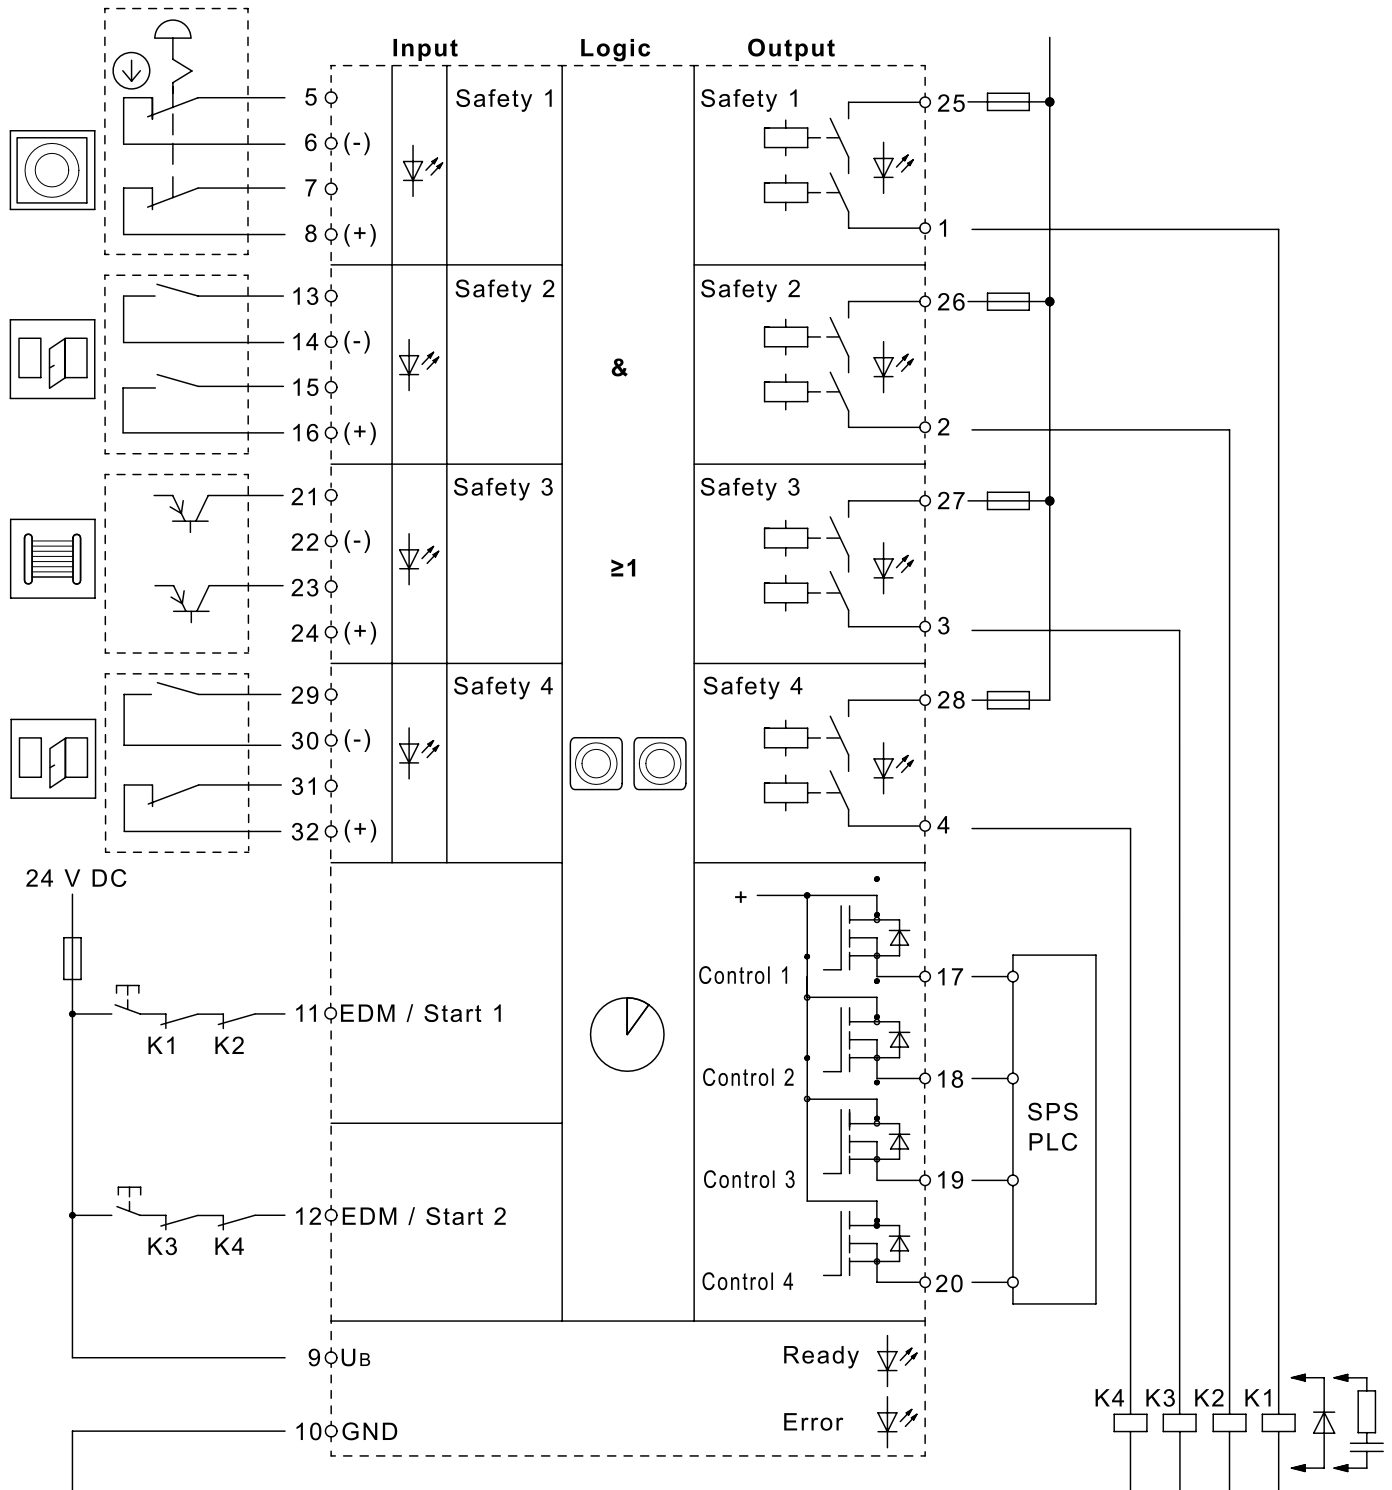 Input Logic Output
5 Safety 1 Safety 1 25
6 (-)
7
8 (+) 1
13 Safety 2 Safety 2 26
14 (-)
&
15
16 (+) 2
21 Safety 3 Safety 3 27
22 (-)
≥1
23
24 (+) 3
29 Safety 4 Safety 4 28
30 (-)
31
32 (+) 4
24 V DC
+
Control 1 17
11 EDM / Start 1
K1 K2
Control 2 18
SPS
PLC
Control 3 19
12 EDM / Start 2
K3 K4
Control 4 20
9 UB Ready
K4 K3 K2 K1
10 GND Error